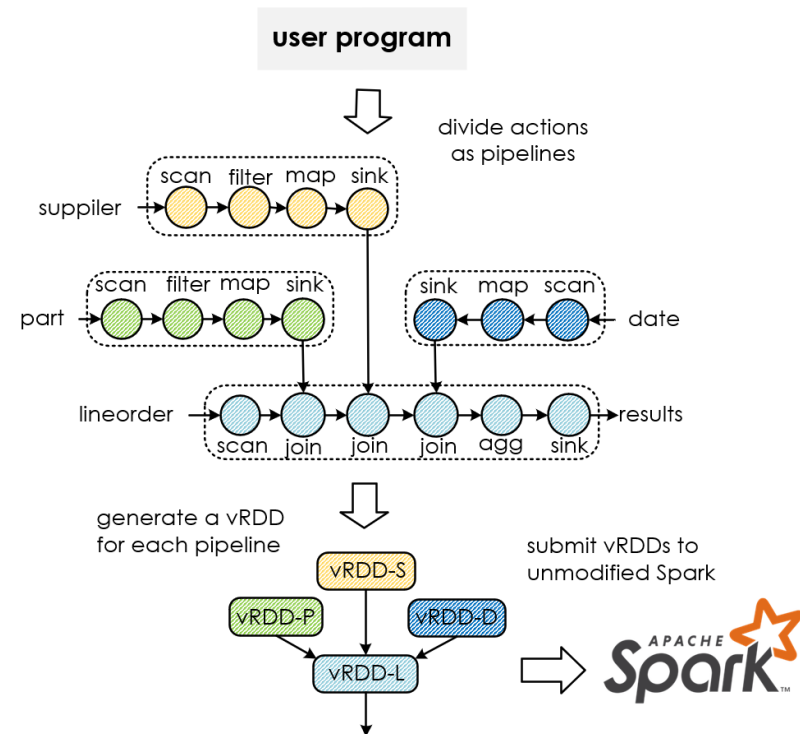 user program
divide actions
as pipelines
scan filter map sink
suppiler
scan filter map sink
part
sink map scan
date
lineorder
results
scan join join join agg sink
generate a vRDD
for each pipeline
submit vRDDs to
unmodified Spark
vRDD-S
vRDD-P
vRDD-D
vRDD-L
APACHE
Spark™